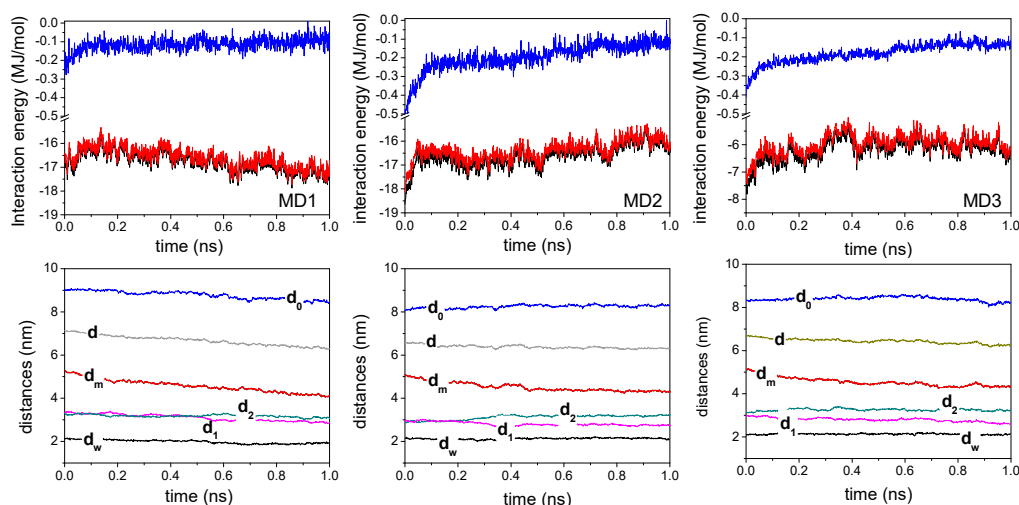 Interaction energy (MJ/mol)
0.0
-0.1
-0.2
-0.3
-0.4
-0.5
-16
-17
-18
-19
0.0 0.2 0.4 0.6 0.8 1.0
time (ns)
MD1
interaction energy (MJ/mol)
0.0
-0.1
-0.2
-0.3
-0.4
-0.5
-16
-17
-18
-19
0.0 0.2 0.4 0.6 0.8 1.0
time (ns)
MD2
interaction energy (MJ/mol)
0.0
-0.1
-0.2
-0.3
-0.4
-0.5
-6
-7
-8
0.0 0.2 0.4 0.6 0.8 1.0
time (ns)
MD3
distances (nm)
10
8
6
4
2
d0
d
dm
d2
d1
dw
0.0 0.2 0.4 0.6 0.8 1.0
time (ns)
distances (nm)
10
8
6
4
2
d0
d
dm
d2
d1
dw
0.0 0.2 0.4 0.6 0.8 1.0
time (ns)
distances (nm)
10
8
6
4
2
d0
d
dm
d2
d1
dw
0.0 0.2 0.4 0.6 0.8 1.0
time (ns)